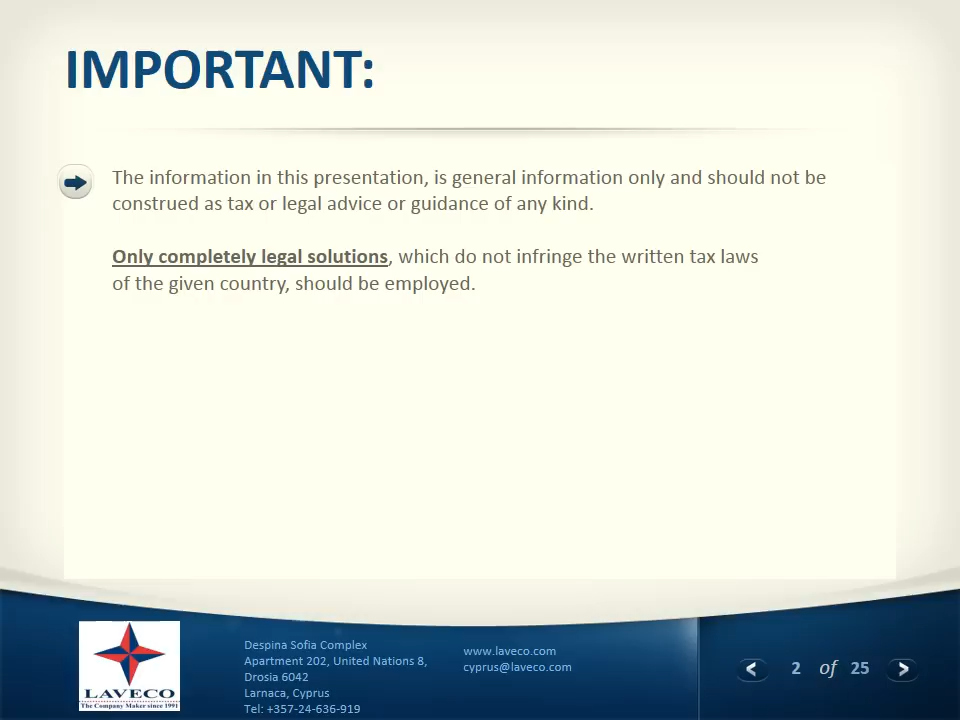 IMPORTANT:
The information in this presentation, is general information only and should not be
construed as tax or legal advice or guidance of any kind.
Only completely legal solutions, which do not infringe the written tax laws
of the given country, should be employed.
LAVECO
The Company Maker since 1991
Despina Sofia Complex
Apartment 202, United Nations 8,
Drosia 6042
Larnaca, Cyprus
Tel: +357-24-636-919
www.laveco.com
cyprus@laveco.com
2 of 25